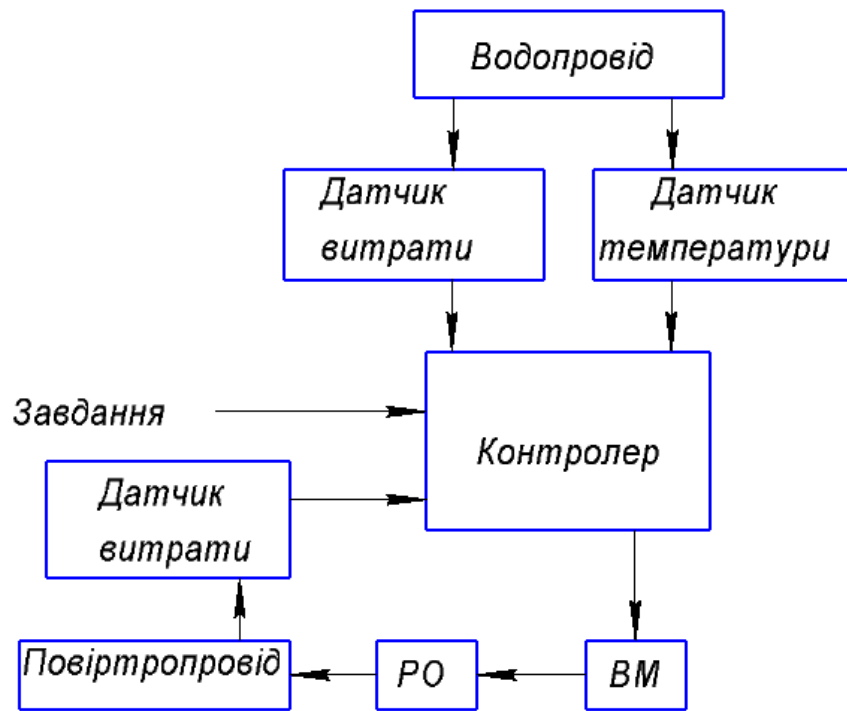 Водопровід
Датчик
витрати
Датчик
температури
Завдання
Контролер
Датчик
витрати
Повіртропровід
РО
ВМ